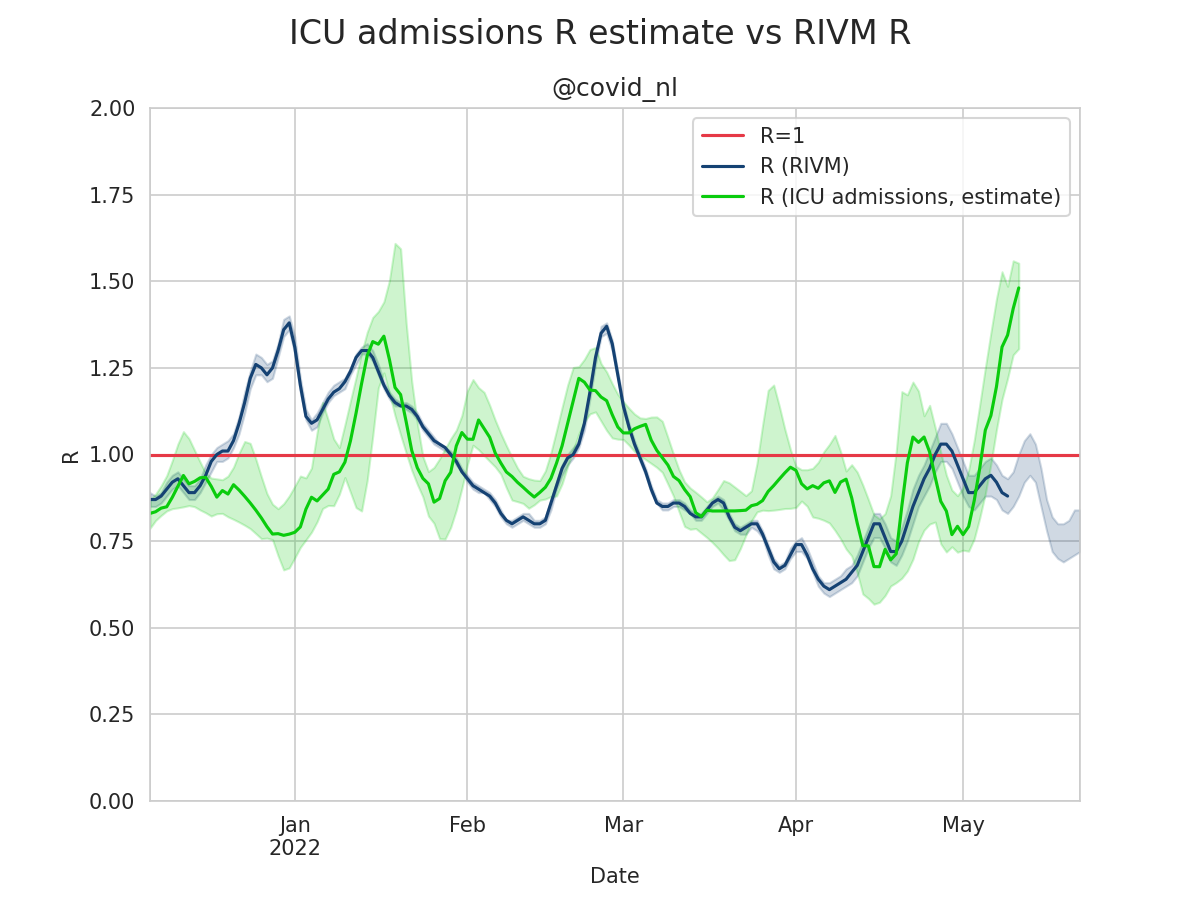 ICU admissions R estimate vs RIVM R
@covid_nl
R=1
R (RIVM)
R (ICU admissions, estimate)
2.00
1.75
1.50
1.25
1.00
0.75
0.50
0.25
0.00
R
Jan
2022
Feb
Mar
Apr
May
Date